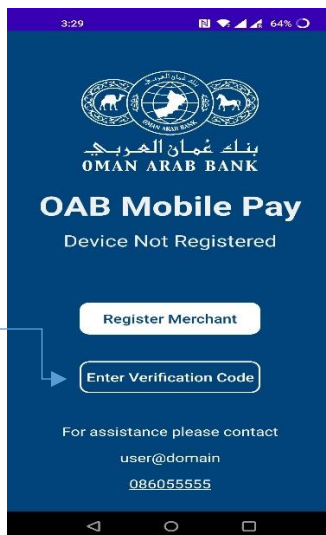 3:29
64%
بنك عُمان العربي
OMAN ARAB BANK
OAB Mobile Pay
Device Not Registered
Register Merchant
Enter Verification Code
For assistance please contact
user@domain
086055555